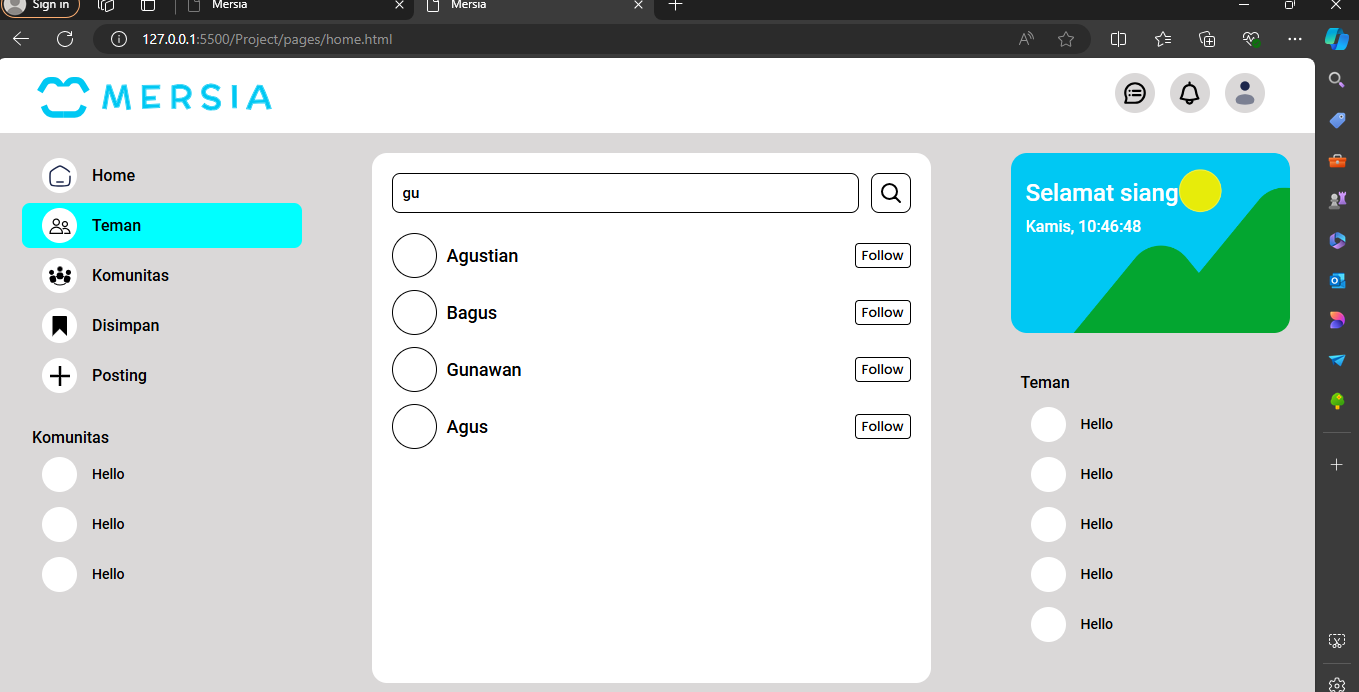 Sign in
Mersia
Mersia
127.0.0.1:5500/Project/pages/home.html
MERSIA
Home
Teman
Komunitas
Disimpan
Posting
Komunitas
Hello
Hello
Hello
gu
Agustian Follow
Bagus Follow
Gunawan Follow
Agus Follow
Selamat siang
Kamis, 10:46:48
Teman
Hello
Hello
Hello
Hello
Hello